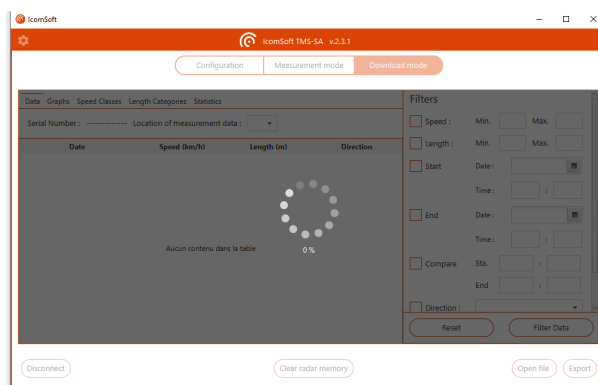 IcomSoft
IcomSoft TMS-SA v.2.3.1
Configuration Measurement mode Download mode
Data Graphs Speed Classes Length Categories Statistics
Serial Number : ------------- Location of measurement data :
Date Speed (km/h) Length (m) Direction
Aucun contenu dans la table
0 %
Filters
Speed : Min. Max.
Length : Min. Max.
Start Date :
Time : :
End Date :
Time : :
Compare Sta. :
End :
Direction :
Reset Filter Data
Disconnect Clear radar memory Open file Export